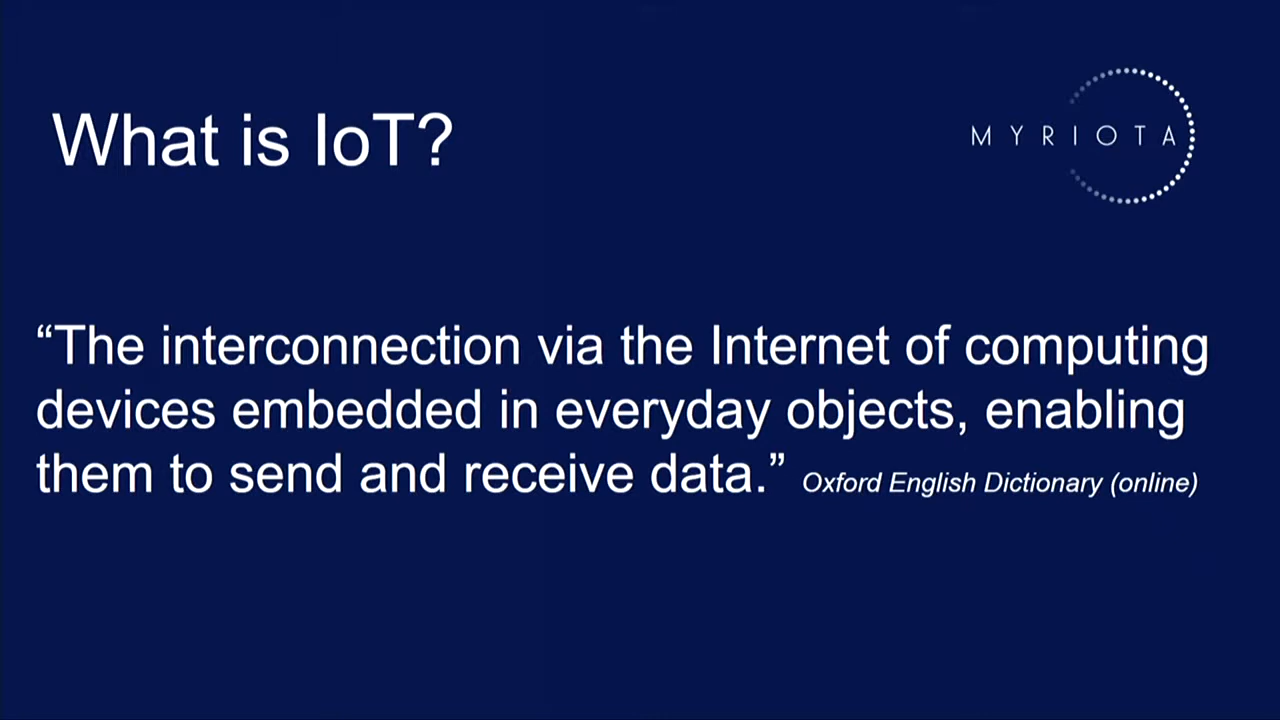 What is IoT?
MYRIOTA
“The interconnection via the Internet of computing
devices embedded in everyday objects, enabling
them to send and receive data.” Oxford English Dictionary (online)